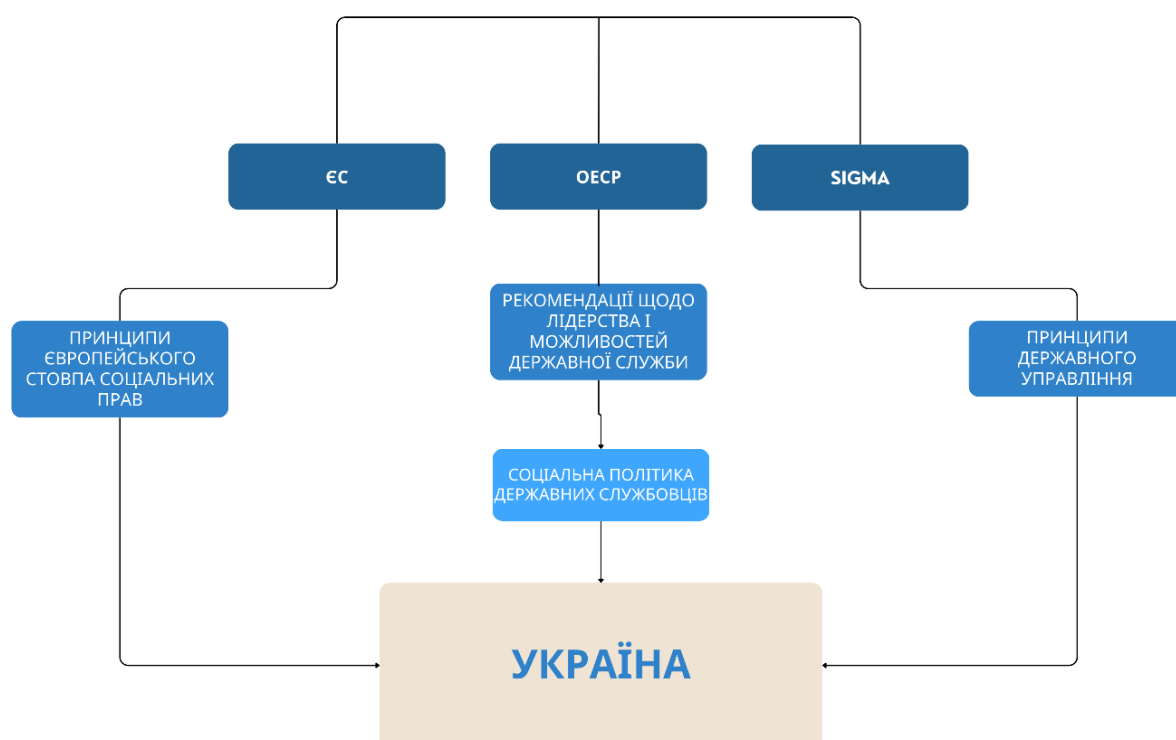 ЄС
ОЕСР
SIGMA
РЕКОМЕНДАЦІЇ ЩОДО
ЛІДЕРСТВА І
МОЖЛИВОСТЕЙ
ДЕРЖАВНОЇ СЛУЖБИ
ПРИНЦИПИ
ЄВРОПЕЙСЬКОГО
СТОВПА СОЦІАЛЬНИХ
ПРАВ
ПРИНЦИПИ
ДЕРЖАВНОГО
УПРАВЛІННЯ
СОЦІАЛЬНА ПОЛІТИКА
ДЕРЖАВНИХ СЛУЖБОВЦІВ
УКРАЇНА